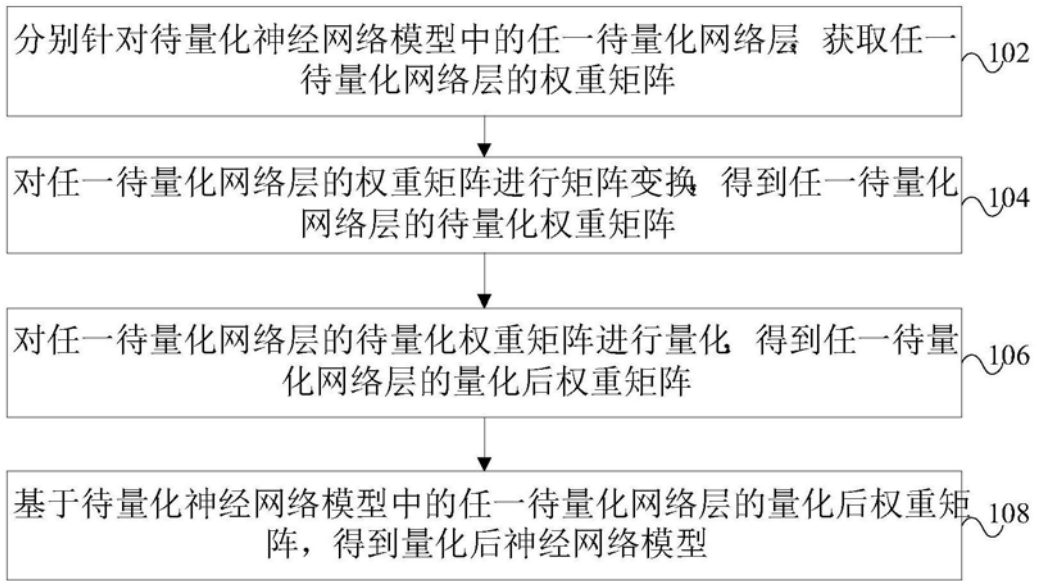 分别针对待量化神经网络模型中的任一待量化网络层，获取任一
待量化网络层的权重矩阵
102
对任一待量化网络层的权重矩阵进行矩阵变换，得到任一待量化
网络层的待量化权重矩阵
104
对任一待量化网络层的待量化权重矩阵进行量化，得到任一待量
化网络层的量化后权重矩阵
106
基于待量化神经网络模型中的任一待量化网络层的量化后权重矩
阵，得到量化后神经网络模型
108